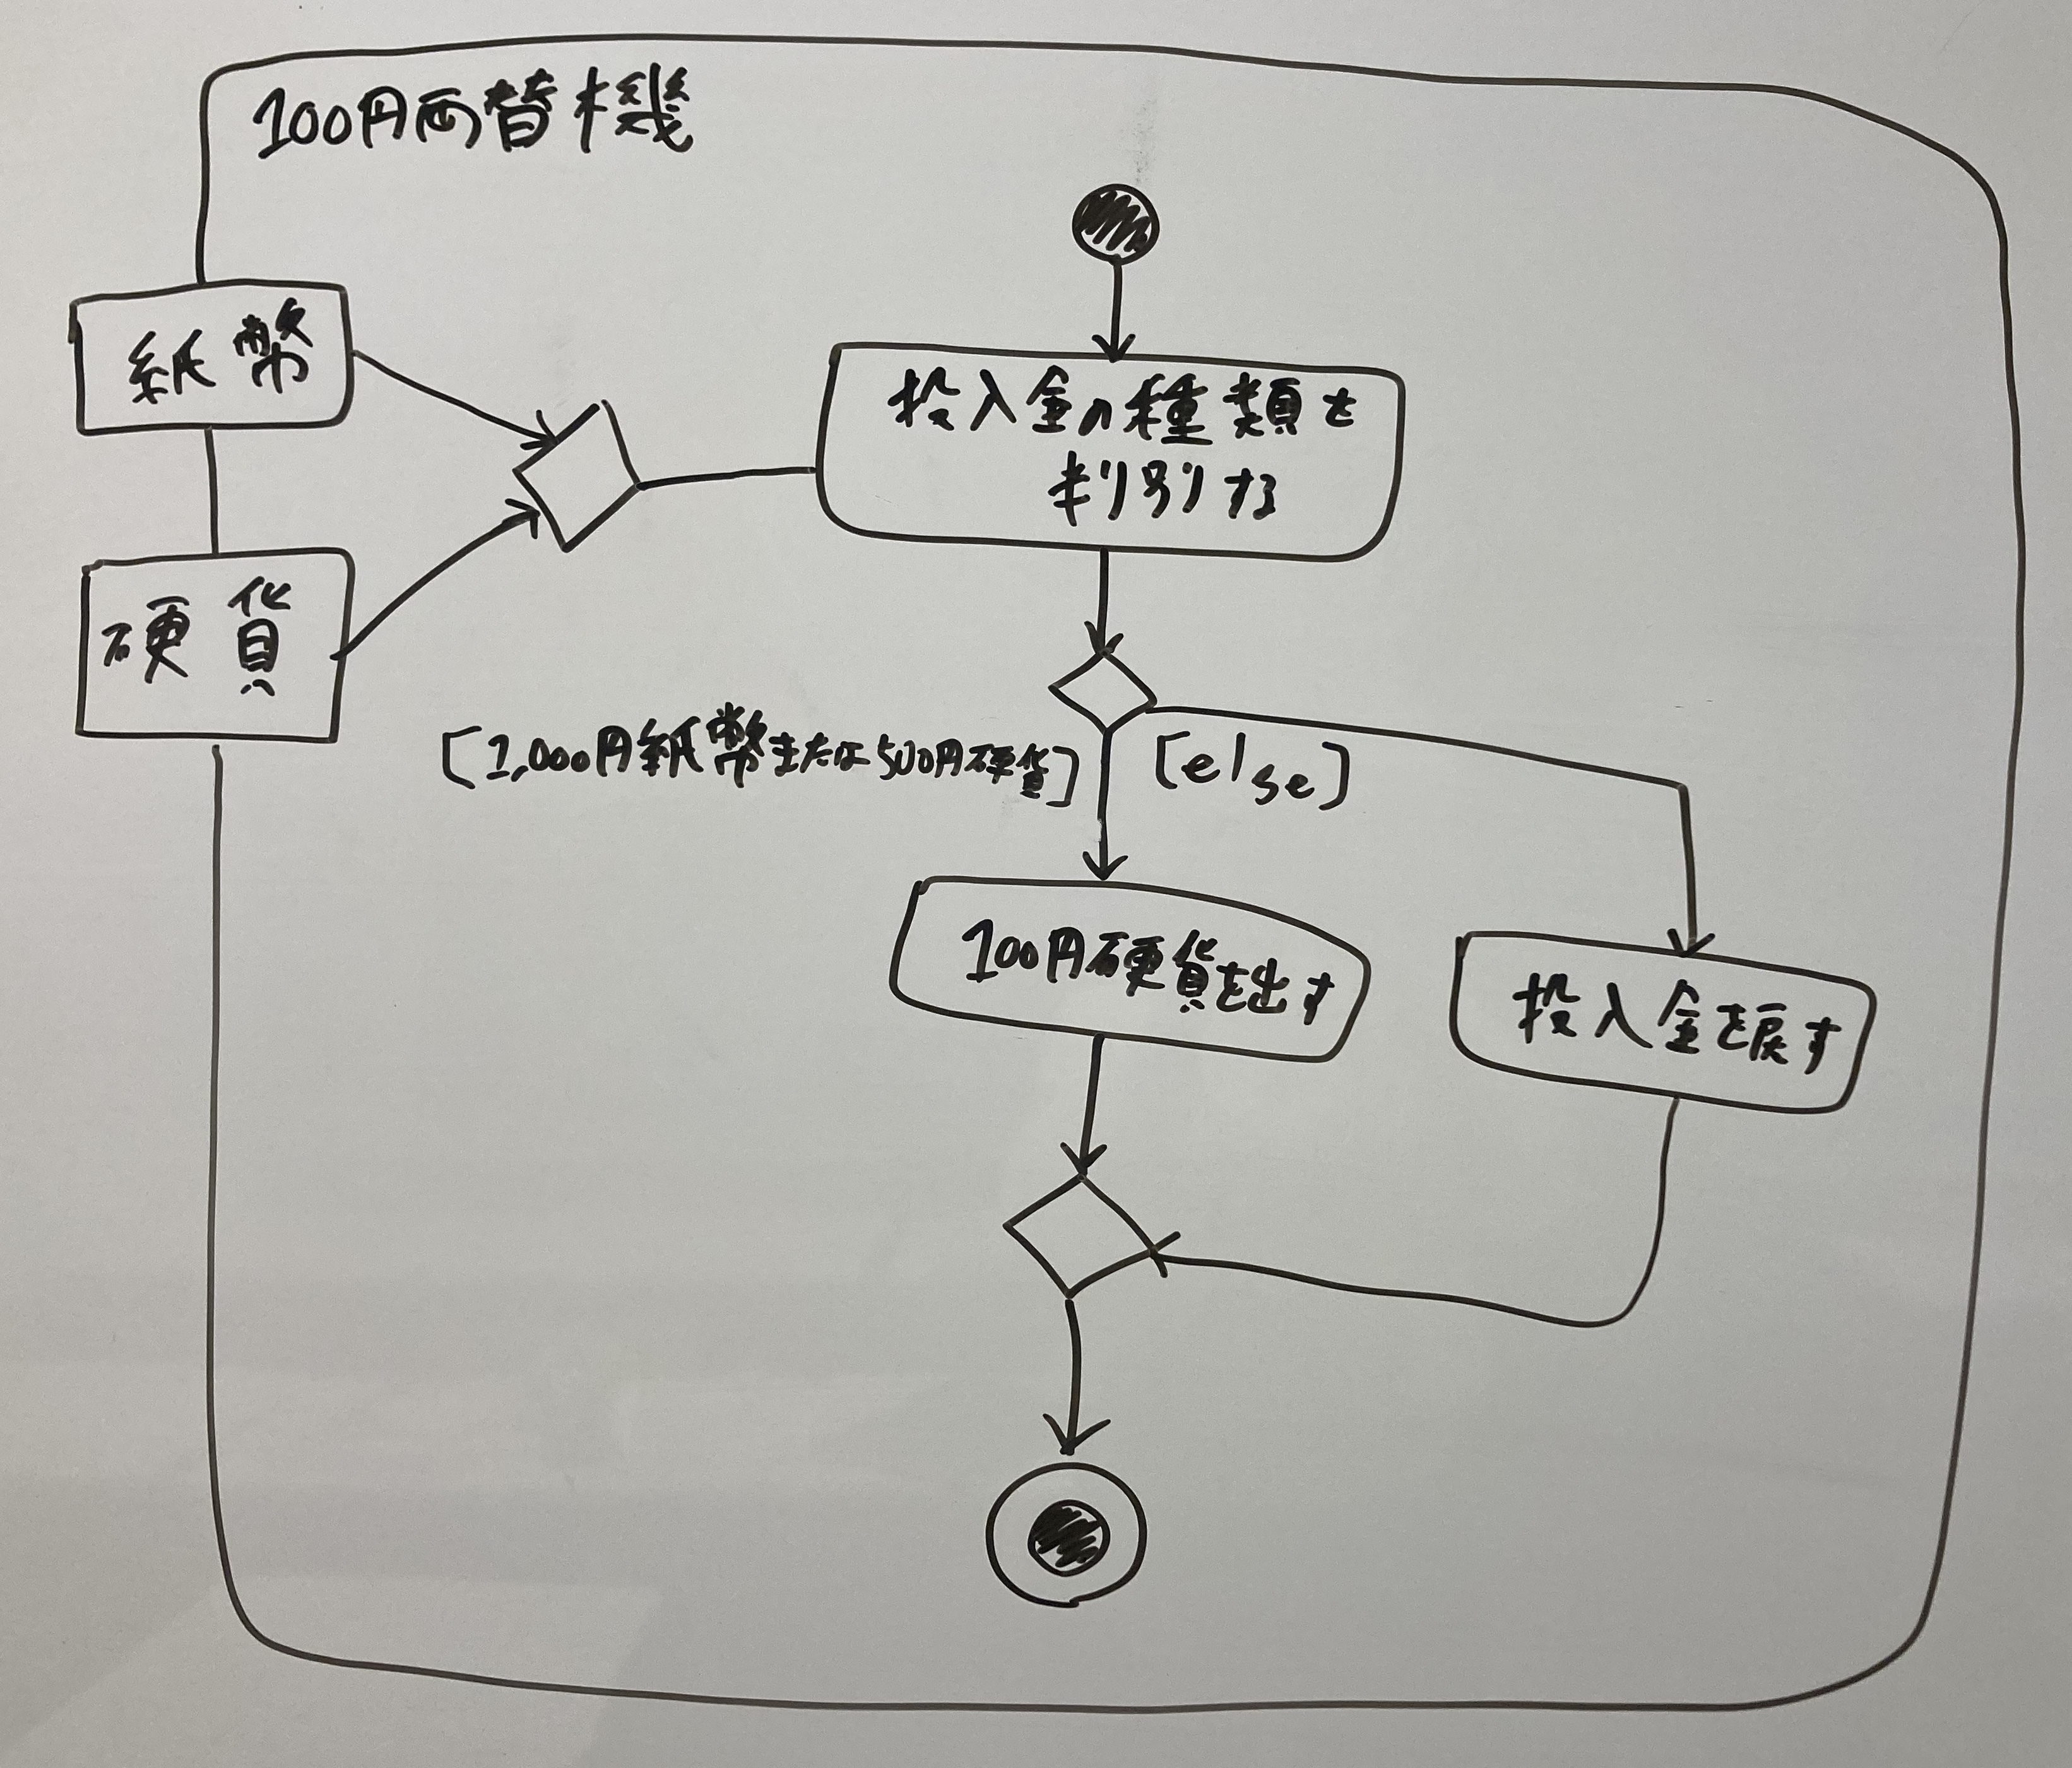 100円両替機
紙幣
硬貨
投入金の種類を
判別する
[1,000円紙幣または500円硬貨]
[else]
100円硬貨を出す
投入金を戻す